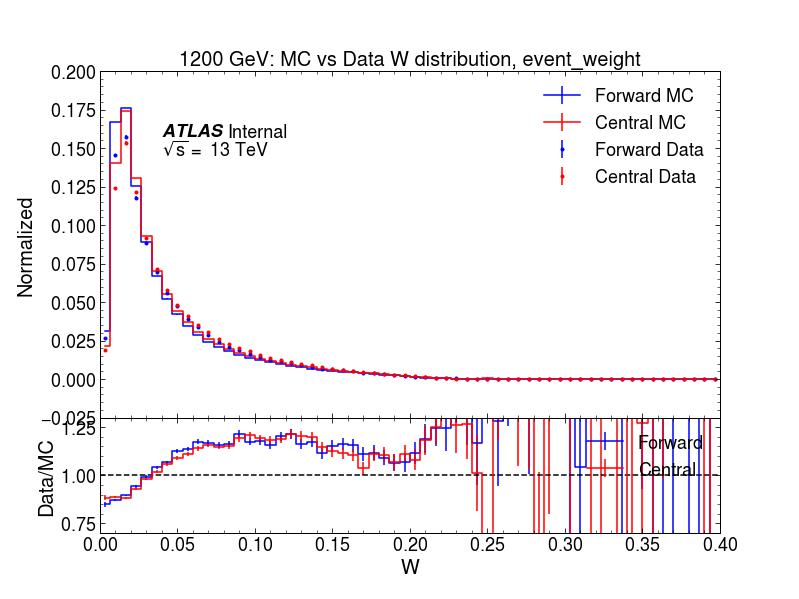 1200 GeV: MC vs Data W distribution, event_weight
0.200
0.175
0.150
0.125
0.100
0.075
0.050
0.025
0.000
−0.025
Normalized
ATLAS Internal
√s = 13 TeV
Forward MC
Central MC
Forward Data
Central Data
1.25
1.00
0.75
Data/MC
Forward
Central
0.00 0.05 0.10 0.15 0.20 0.25 0.30 0.35 0.40
W